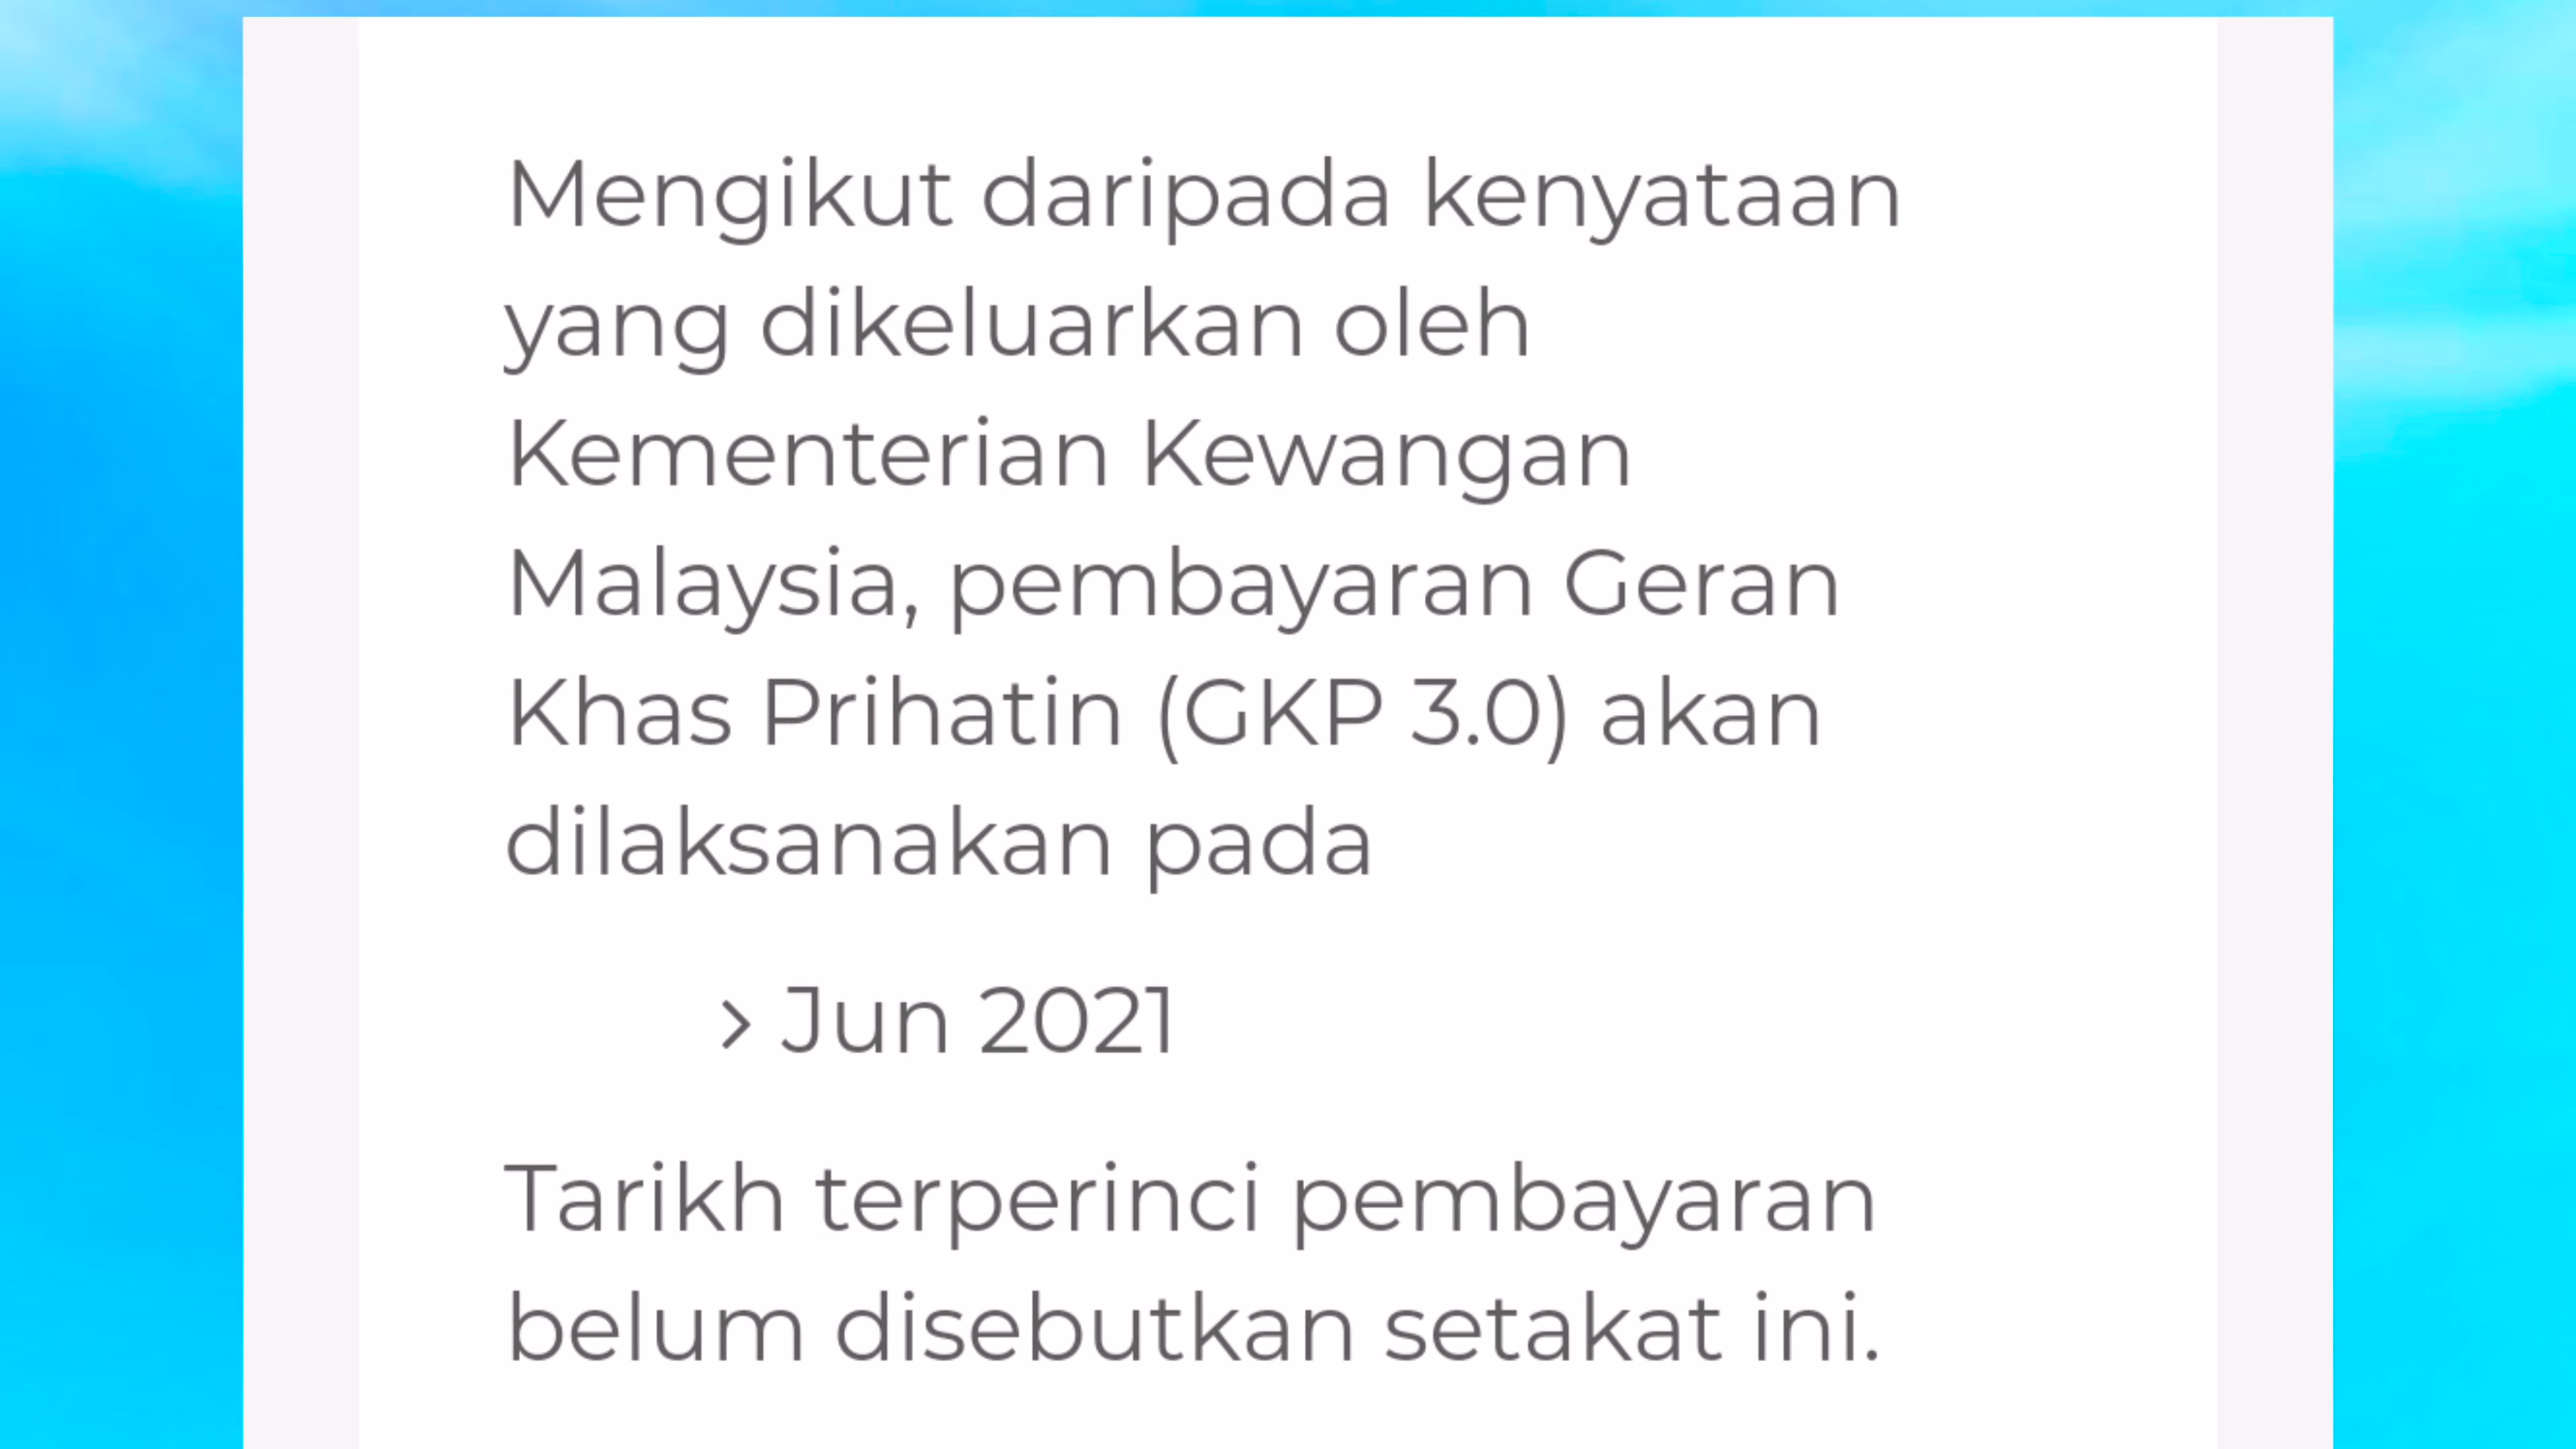 Mengikut daripada kenyataan
yang dikeluarkan oleh
Kementerian Kewangan
Malaysia, pembayaran Geran
Khas Prihatin (GKP 3.0) akan
dilaksanakan pada
› Jun 2021
Tarikh terperinci pembayaran
belum disebutkan setakat ini.